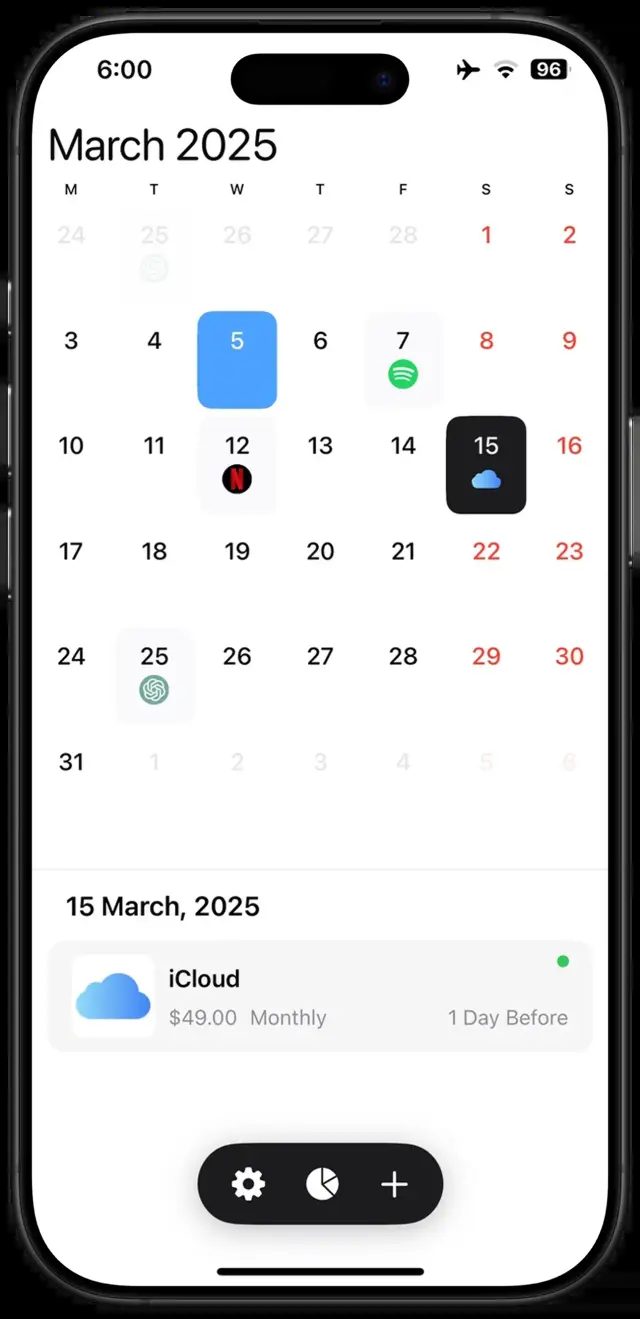 6:00 96
March 2025
M T W T F S S
24 25 26 27 28 1 2
3 4 5 6 7 8 9
10 11 12 13 14 15 16
N
17 18 19 20 21 22 23
24 25 26 27 28 29 30
31 1 2 3 4 5 6
15 March, 2025
iCloud
$49.00 Monthly 1 Day Before